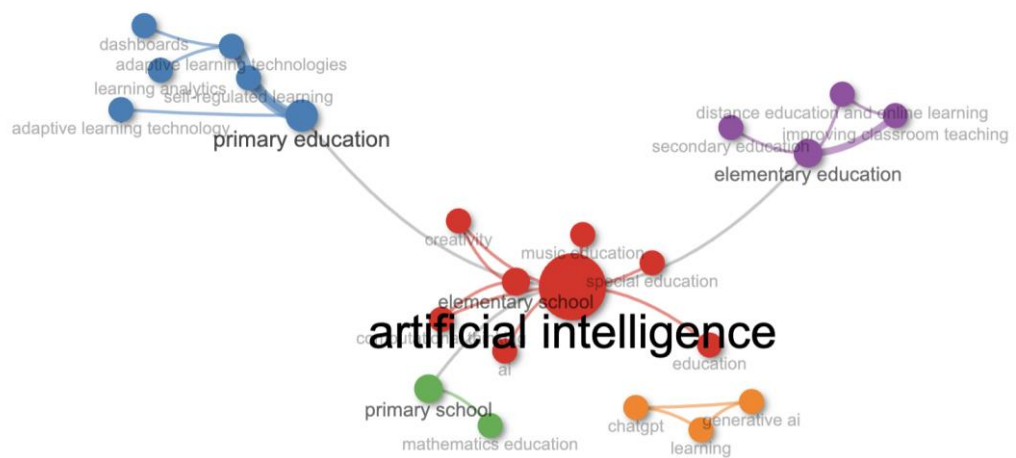 dashboards
adaptive learning technologies
learning analytics
self-regulated learning
adaptive learning technology
primary education
distance education and online learning
improving classroom teaching
secondary education
elementary education
creativity
music education
special education
elementary school
artificial intelligence
ai
education
primary school
mathematics education
chatgpt
generative ai
learning